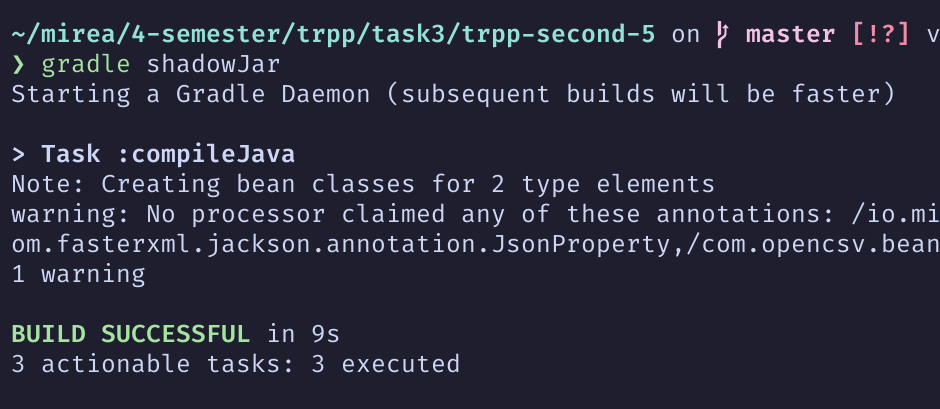 ~/mirea/4-semester/trpp/task3/trpp-second-5 on master [!?] v
❯ gradle shadowJar
Starting a Gradle Daemon (subsequent builds will be faster)
> Task :compileJava
Note: Creating bean classes for 2 type elements
warning: No processor claimed any of these annotations: /io.mi
om.fasterxml.jackson.annotation.JsonProperty,/com.opencsv.bean
1 warning
BUILD SUCCESSFUL in 9s
3 actionable tasks: 3 executed